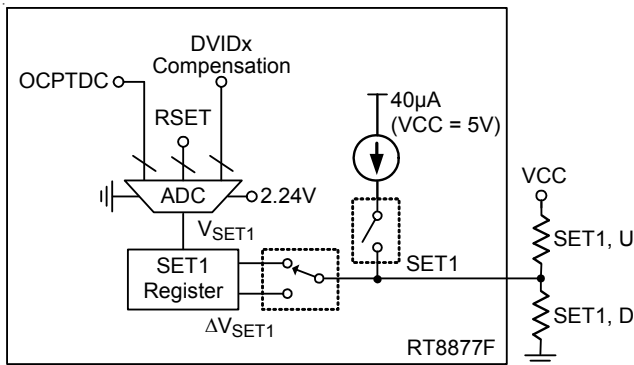 DVIDx
Compensation
OCPTDC
RSET
40µA
(VCC = 5V)
ADC
2.24V
VCC
VSET1
SET1, U
SET1
Register
SET1
ΔVSET1
SET1, D
RT8877F